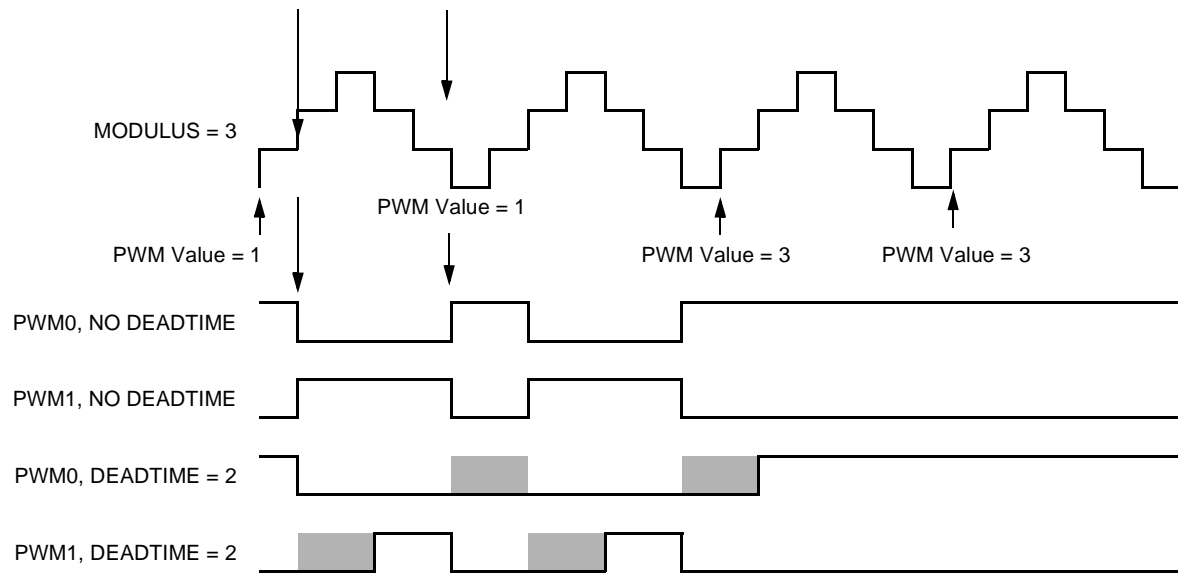 MODULUS = 3
PWM Value = 1
PWM Value = 1
PWM Value = 3
PWM Value = 3
PWM0, NO DEADTIME
PWM1, NO DEADTIME
PWM0, DEADTIME = 2
PWM1, DEADTIME = 2